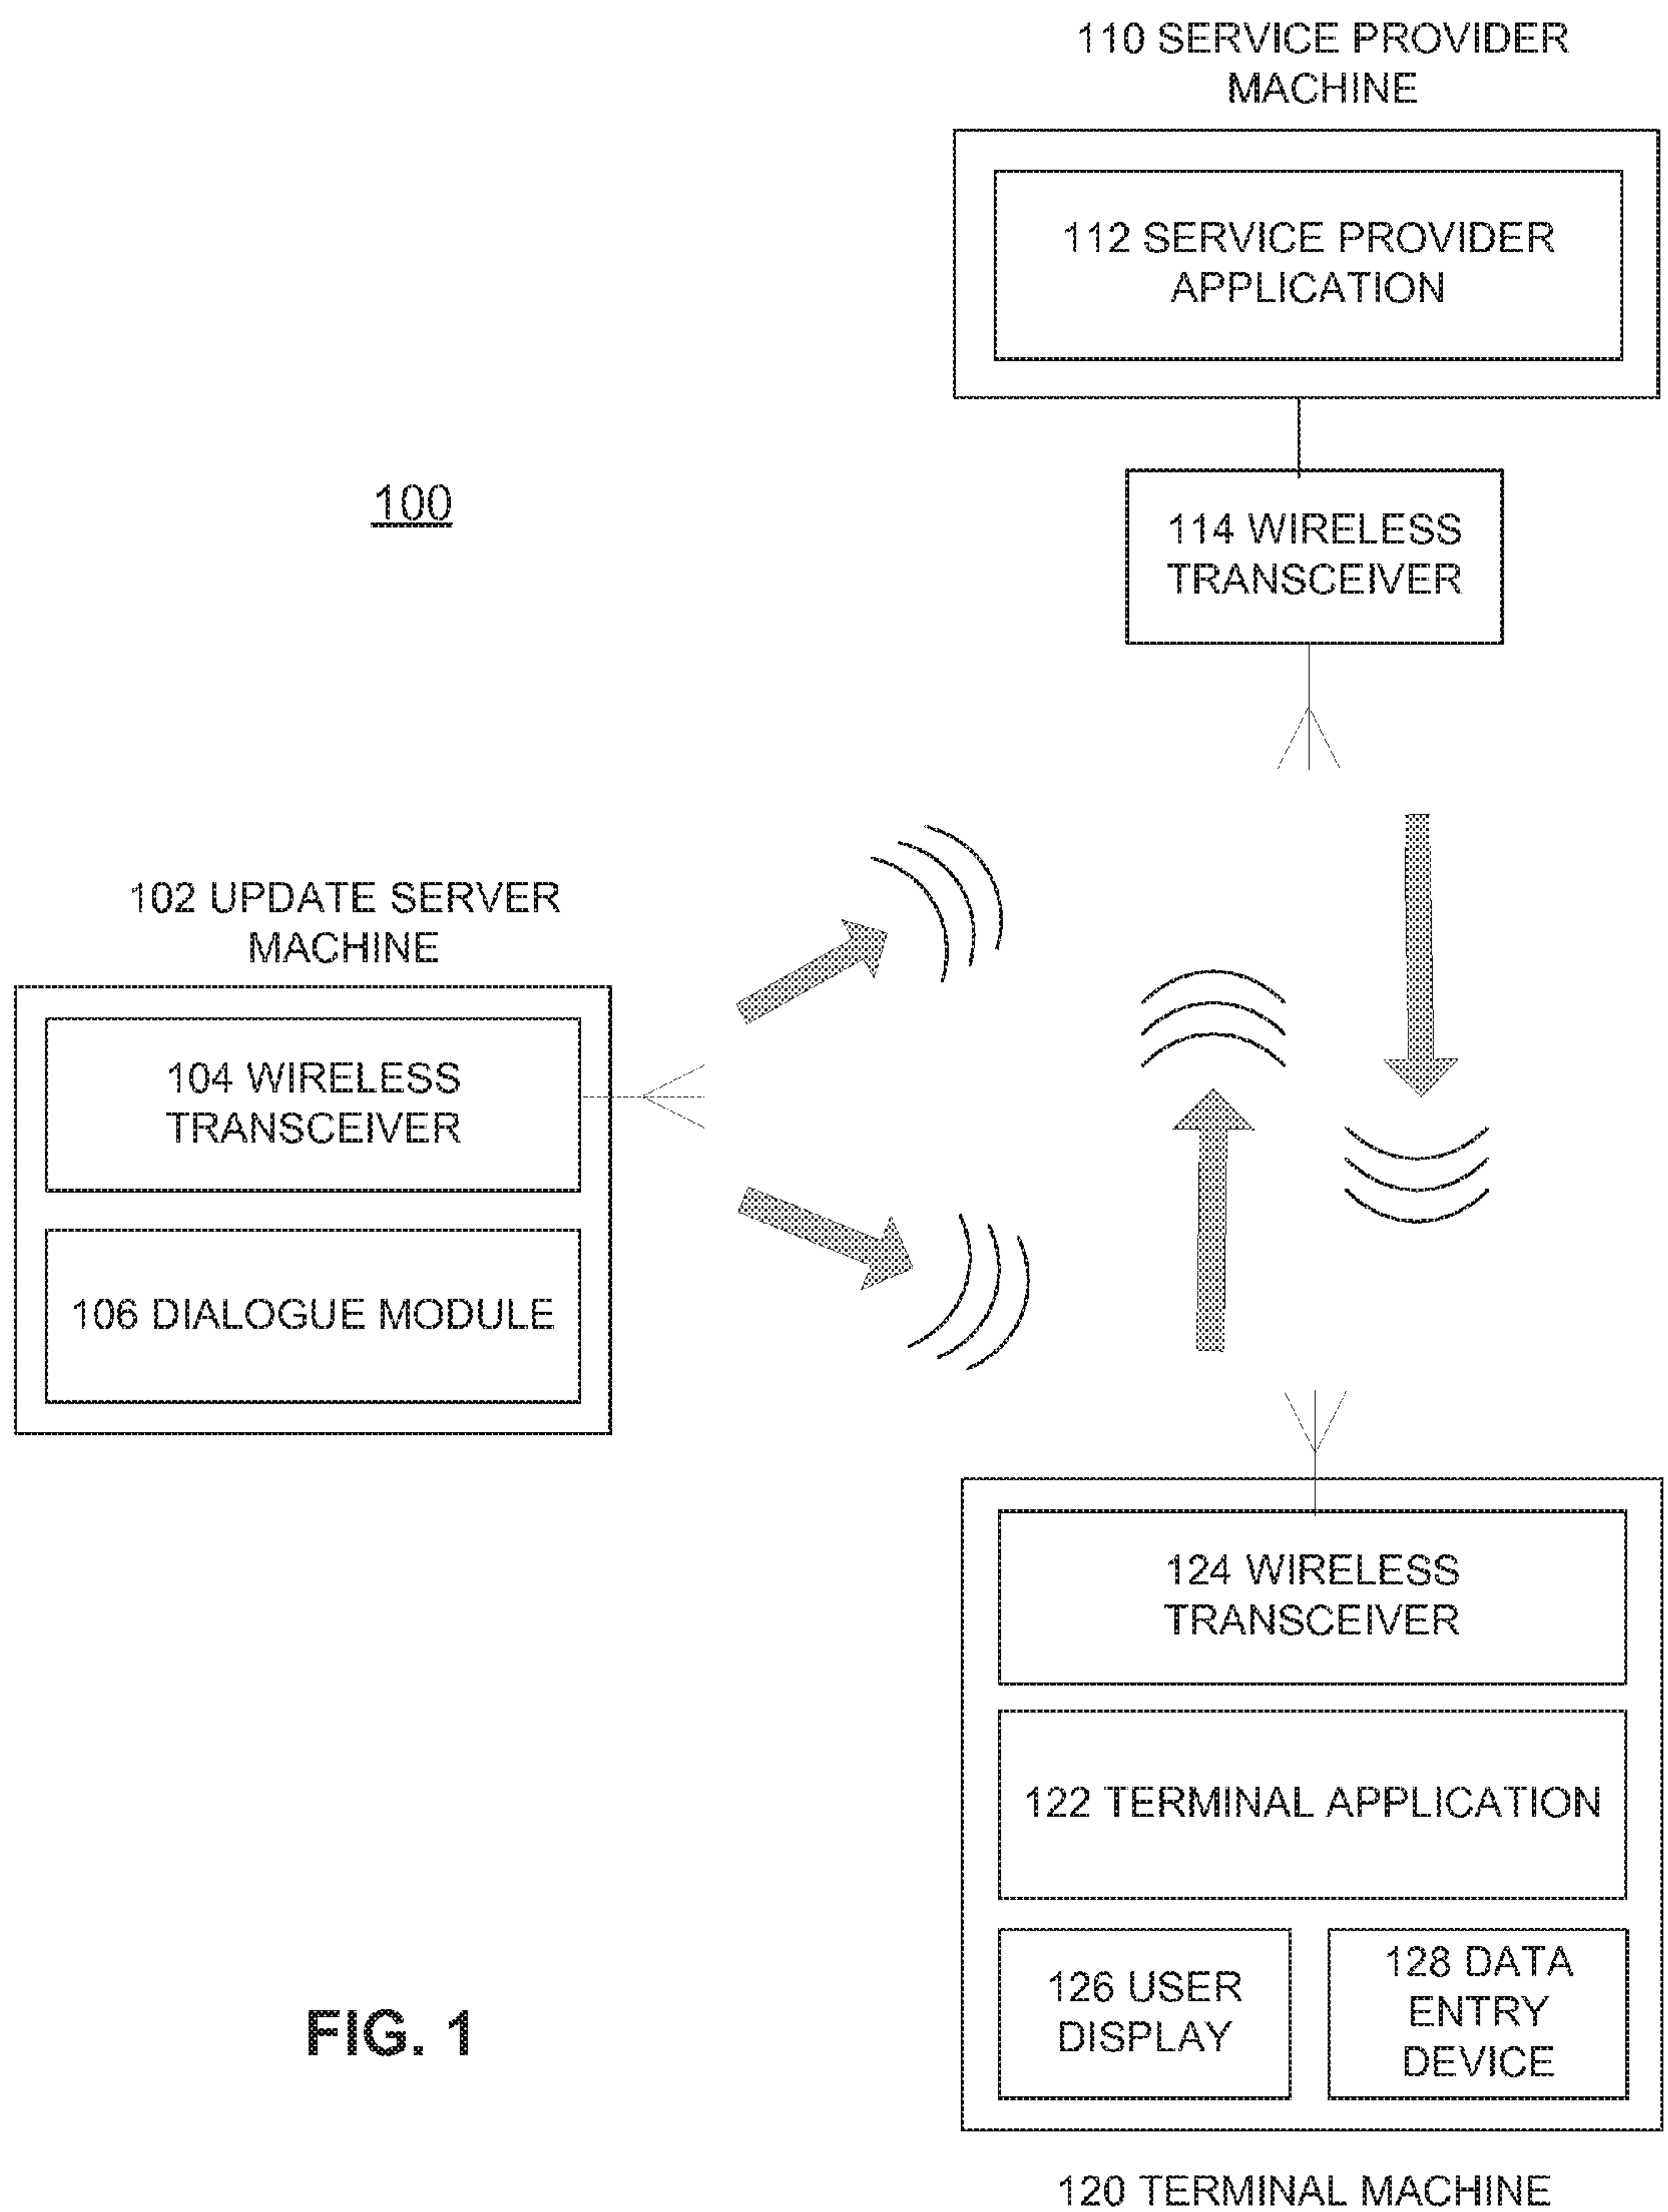 110 SERVICE PROVIDER
MACHINE
112 SERVICE PROVIDER
APPLICATION
100
114 WIRELESS
TRANSCEIVER
102 UPDATE SERVER
MACHINE
104 WIRELESS
TRANSCEIVER
106 DIALOGUE MODULE
124 WIRELESS
TRANSCEIVER
122 TERMINAL APPLICATION
126 USER
DISPLAY
128 DATA
ENTRY
DEVICE
FIG. 1
120 TERMINAL MACHINE